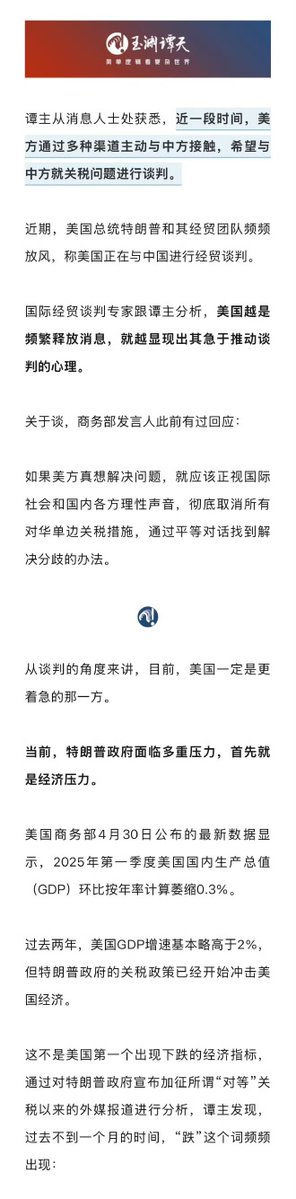 玉渊谭天
简单逻辑看复杂世界
谭主从消息人士处获悉，近一段时间，美
方通过多种渠道主动与中方接触，希望与
中方就关税问题进行谈判。
近期，美国总统特朗普和其经贸团队频频
放风，称美国正在与中国进行经贸谈判。
国际经贸谈判专家跟谭主分析，美国越是
频繁释放消息，就越显现出其急于推动谈
判的心理。
关于谈，商务部发言人此前有过回应：
如果美方真想解决问题，就应该正视国际
社会和国内各方理性声音，彻底取消所有
对华单边关税措施，通过平等对话找到解
决分歧的办法。
从谈判的角度来讲，目前，美国一定是更
着急的那一方。
当前，特朗普政府面临多重压力，首先就
是经济压力。
美国商务部4月30日公布的最新数据显
示，2025年第一季度美国国内生产总值
（GDP）环比按年率计算萎缩0.3%。
过去两年，美国GDP增速基本略高于2%，
但特朗普政府的关税政策已经开始冲击美
国经济。
这不是美国第一个出现下跌的经济指标，
通过对特朗普政府宣布加征所谓“对等”关
税以来的外媒报道进行分析，谭主发现，
过去不到一个月的时间，“跌”这个词频频
出现：